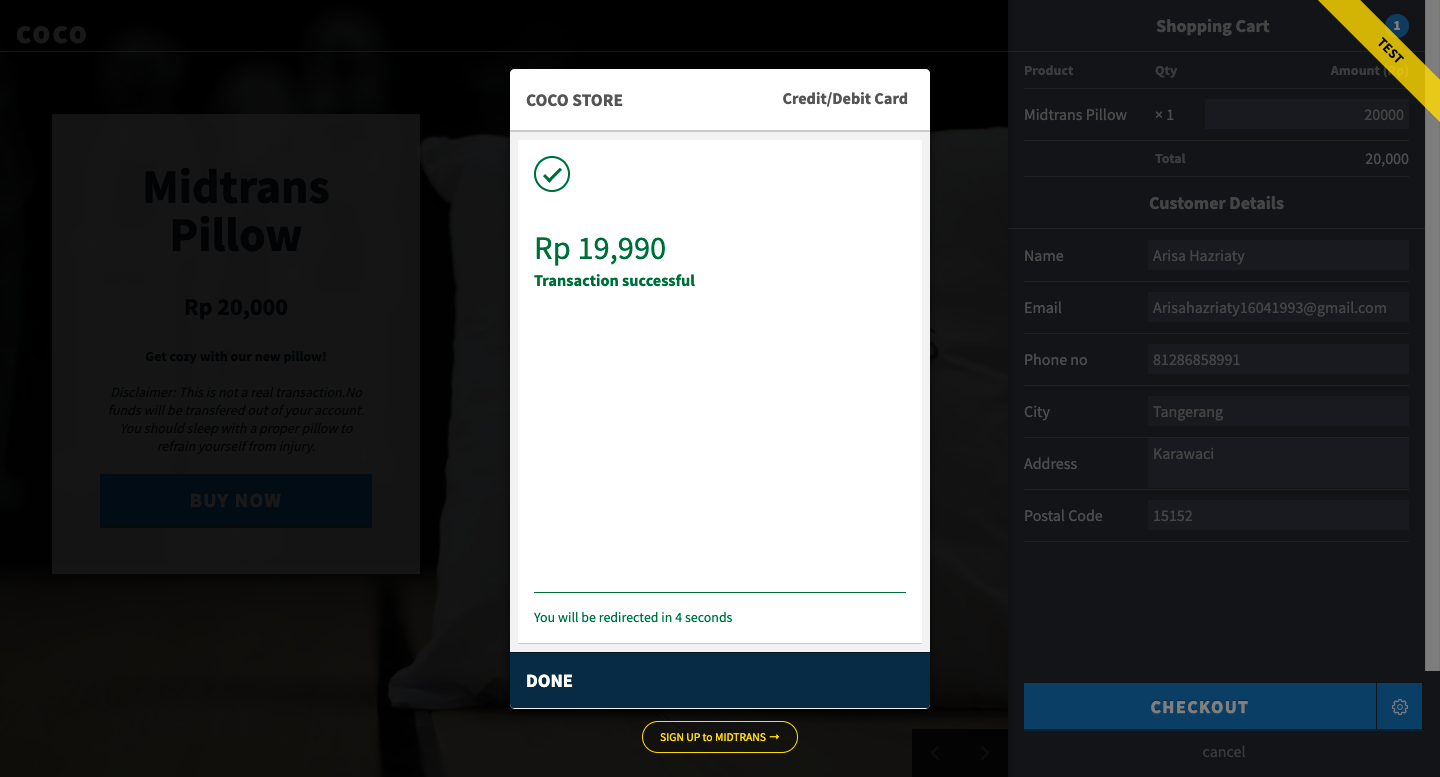 COCO
Midtrans
Pillow
Rp 20,000
Get cozy with our new pillow!
Disclaimer: This is not a real transaction.No
funds will be transfered out of your account.
You should sleep with a proper pillow to
refrain yourself from injury.
BUY NOW
COCO STORE
Credit/Debit Card
Rp 19,990
Transaction successful
You will be redirected in 4 seconds
DONE
SIGN UP to MIDTRANS →
Shopping Cart 1
TEST
Product Qty Amount (Rp)
Midtrans Pillow × 1 20000
Total 20,000
Customer Details
Name Arisa Hazriaty
Email Arisahazriaty16041993@gmail.com
Phone no 81286858991
City Tangerang
Address Karawaci
Postal Code 15152
CHECKOUT
cancel